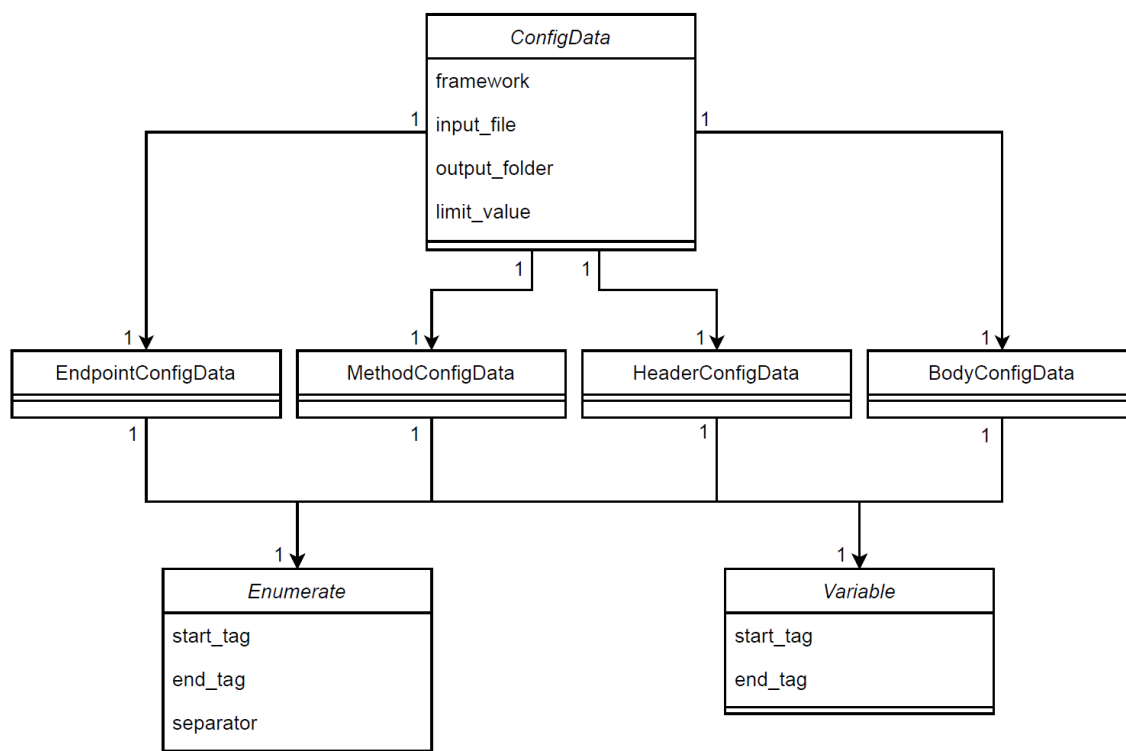 ConfigData
framework
input_file
output_folder
limit_value
1
1
1
1
1
1
1
1
EndpointConfigData
MethodConfigData
HeaderConfigData
BodyConfigData
1
1
1
1
1
1
Enumerate
start_tag
end_tag
separator
Variable
start_tag
end_tag